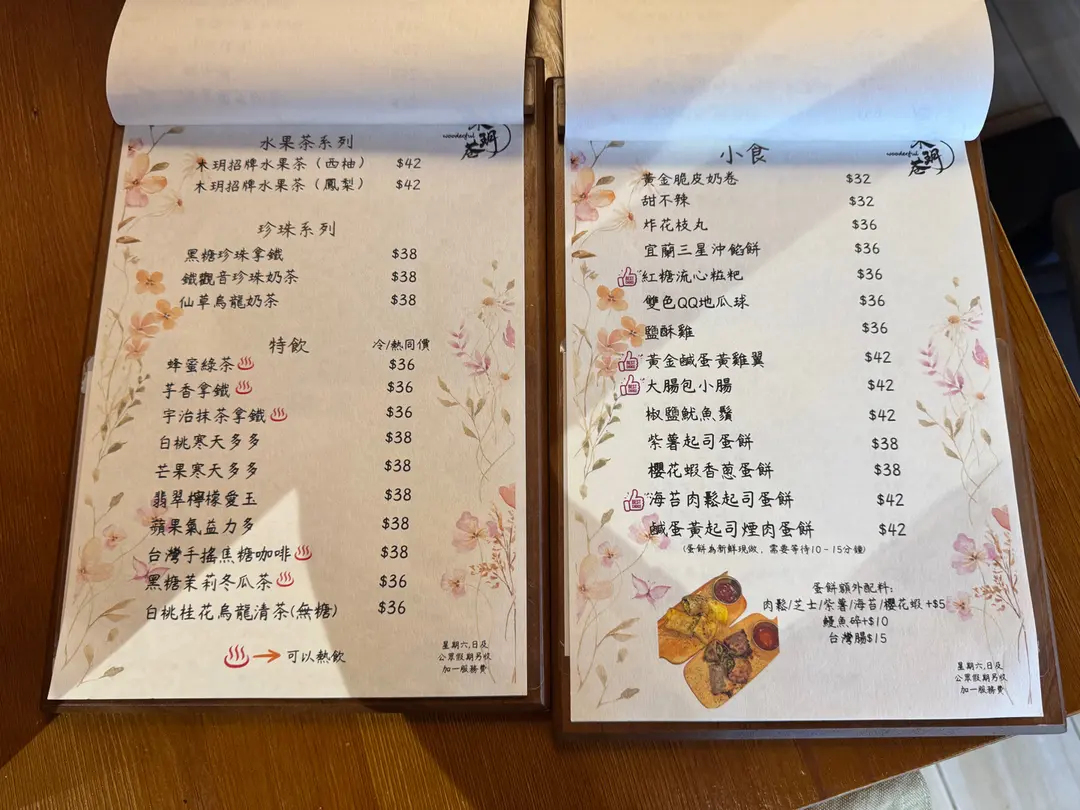 水果茶系列
wonderful
木玥招牌水果茶（西柚） $42
木玥招牌水果茶（鳳梨） $42
珍珠系列
黑糖珍珠拿鐵 $38
鐵觀音珍珠奶茶 $38
仙草烏龍奶茶 $38
特飲 冷/熱同價
蜂蜜綠茶 $36
芋香拿鐵 $36
宇治抹茶拿鐵 $36
白桃寒天多多 $38
芒果寒天多多 $38
翡翠檸檬愛玉 $38
蘋果氣益力多 $38
台灣手搖焦糖咖啡 $38
黑糖茉莉冬瓜茶 $36
白桃桂花烏龍清茶(無糖) $36
可以熱飲
星期六,日及
公眾假期另收
加一服務費
小食
wonderful
木玥
黃金脆皮奶卷 $32
甜不辣 $32
炸花枝丸 $36
宜蘭三星沖餡餅 $36
BEST CHOICE 紅糖流心糍粑 $36
雙色QQ地瓜球 $36
鹽酥雞 $36
BEST CHOICE 黃金鹹蛋黃雞翼 $42
BEST CHOICE 大腸包小腸 $42
椒鹽魷魚鬚 $42
紫薯起司蛋餅 $38
櫻花蝦香蔥蛋餅 $38
BEST CHOICE 海苔肉鬆起司蛋餅 $42
鹹蛋黃起司煙肉蛋餅 $42
(蛋餅為新鮮現做﹐需要等待10-15分鐘)
蛋餅額外配料:
肉鬆/芝士/紫薯/海苔/櫻花蝦+$5
鰻魚碎+$10
台灣腸$15
星期六,日及
公眾假期另收
加一服務費